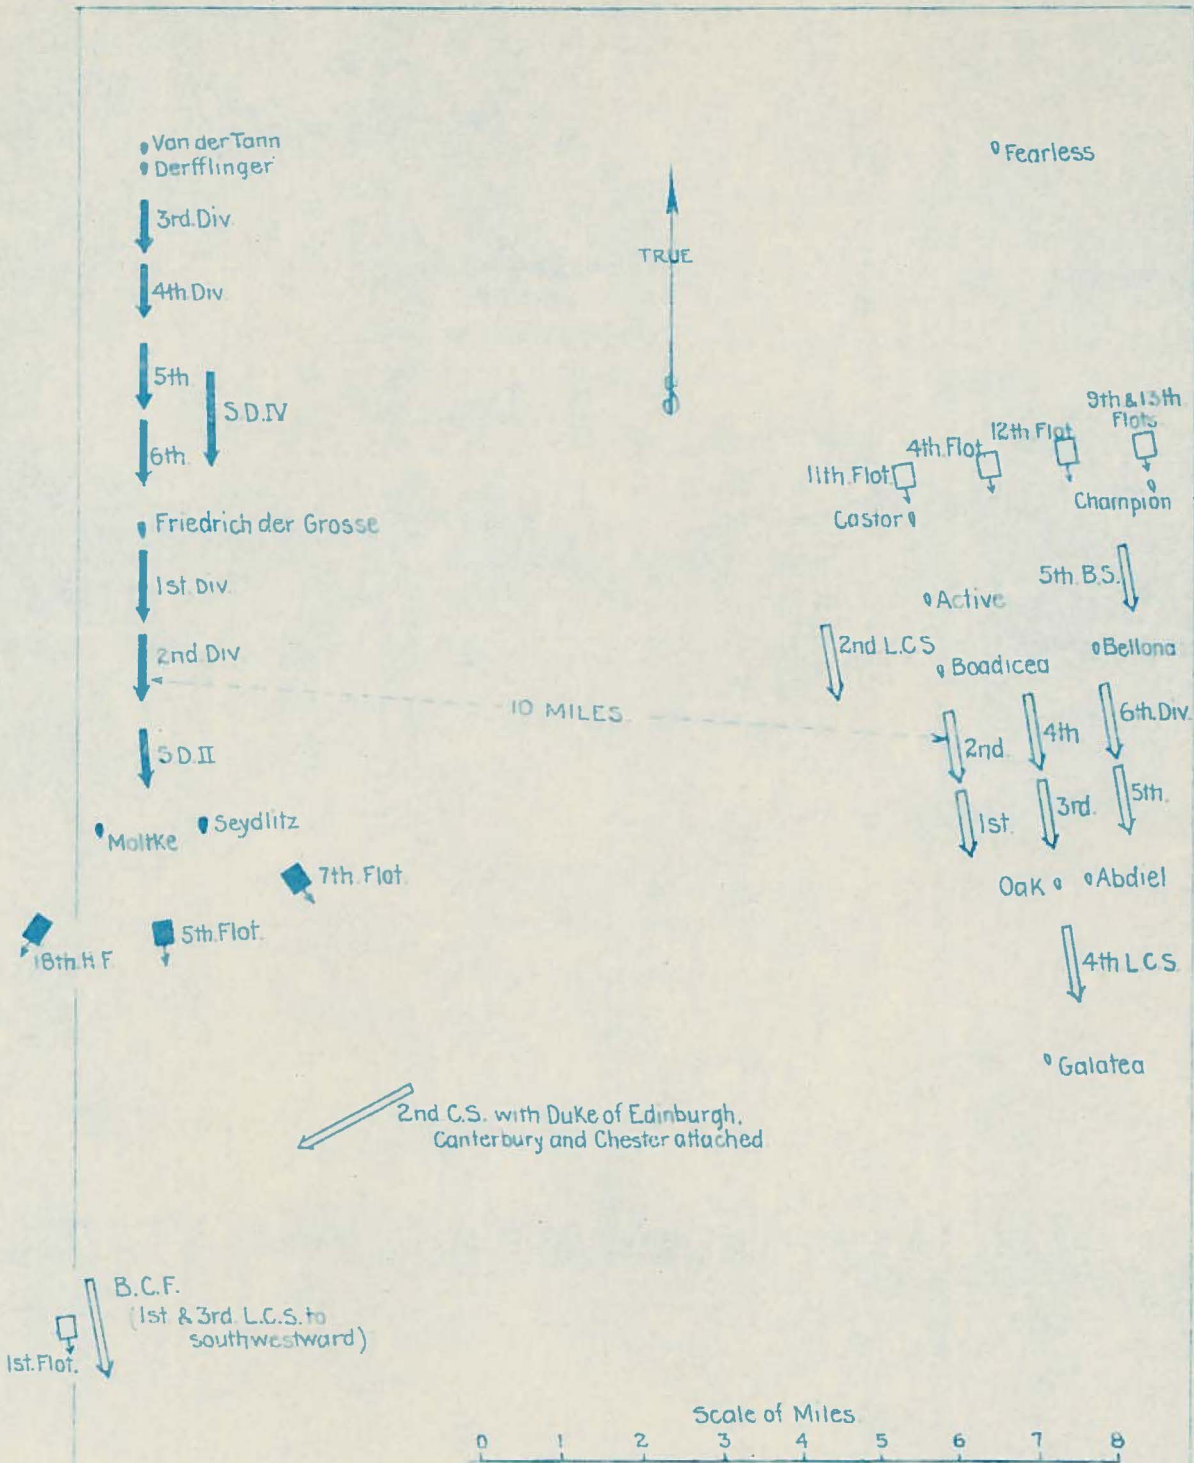 Van der Tann
Derfflinger
3rd. Div.
4th. Div.
5th.
S.D.IV
6th.
Friedrich der Grosse
1st. Div.
2nd Div
S.D.II
Moltke
Seydlitz
7th. Flot.
5th. Flot.
18th. H.F.
TRUE
10 MILES
Fearless
9th & 13th
Flots.
12th Flot.
4th. Flot.
11th. Flot.
Castor
Champion
5th. B.S.
Active
2nd L.C.S
Boadicea
Bellona
6th. Div.
4th
2nd.
5th.
3rd.
1st.
Oak
Abdiel
4th L.C.S.
Galatea
2nd C.S. with Duke of Edinburgh,
Canterbury and Chester attached
B.C.F.
(1st & 3rd. L.C.S. to
southwestward)
1st. Flot.
Scale of Miles
0 1 2 3 4 5 6 7 8